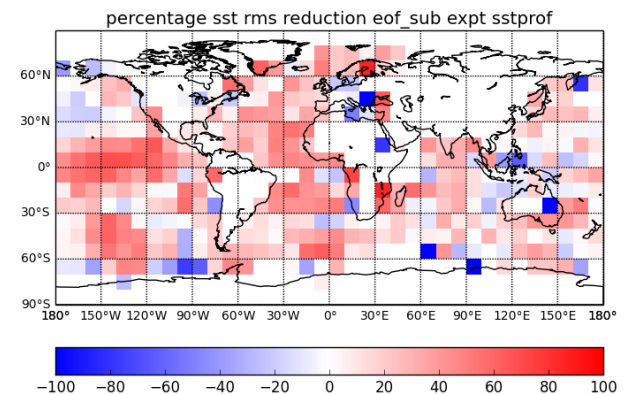 percentage sst rms reduction eof_sub expt sstprof
60°N
30°N
0°
30°S
60°S
90°S
180° 150°W 120°W 90°W 60°W 30°W 0° 30°E 60°E 90°E 120°E 150°E 180°
−100 −80 −60 −40 −20 0 20 40 60 80 100